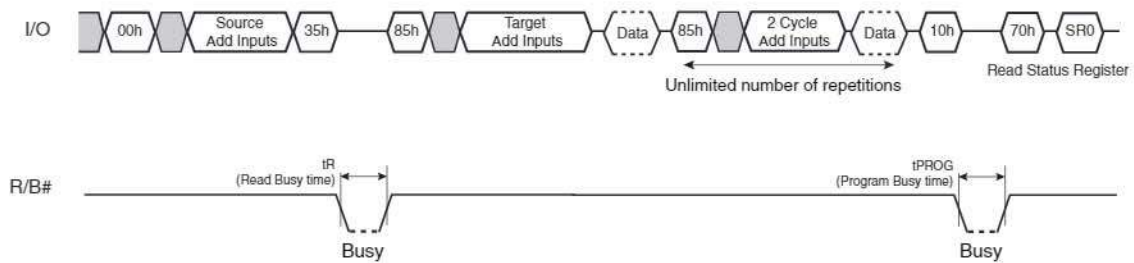 I/O
00h
Source
Add Inputs
35h
85h
Target
Add Inputs
Data
85h
2 Cycle
Add Inputs
Data
10h
70h
SR0
Unlimited number of repetitions
Read Status Register
R/B#
tR
(Read Busy time)
Busy
tPROG
(Program Busy time)
Busy